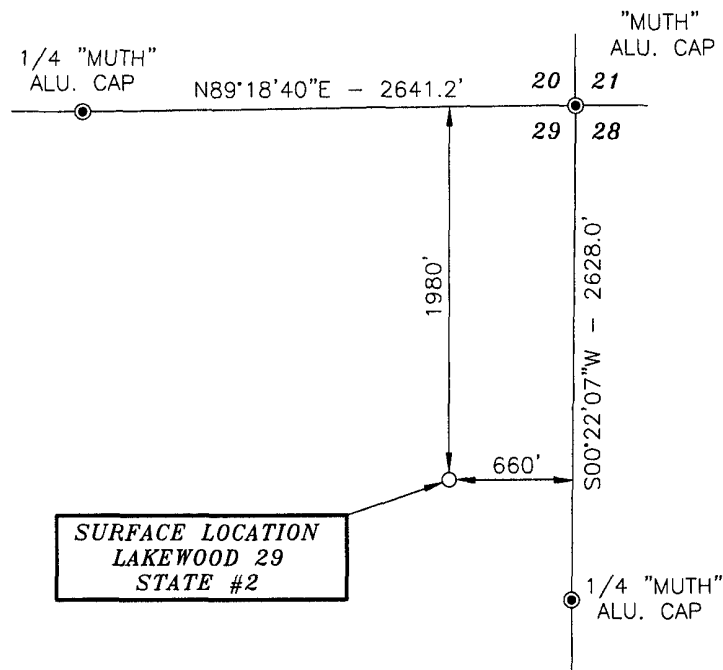 "MUTH"
ALU. CAP
1/4 "MUTH"
ALU. CAP
N89°18'40"E - 2641.2'
20 21
29 28
1980'
S00°22'07"W - 2628.0'
660'
SURFACE LOCATION
LAKEWOOD 29
STATE #2
1/4 "MUTH"
ALU. CAP